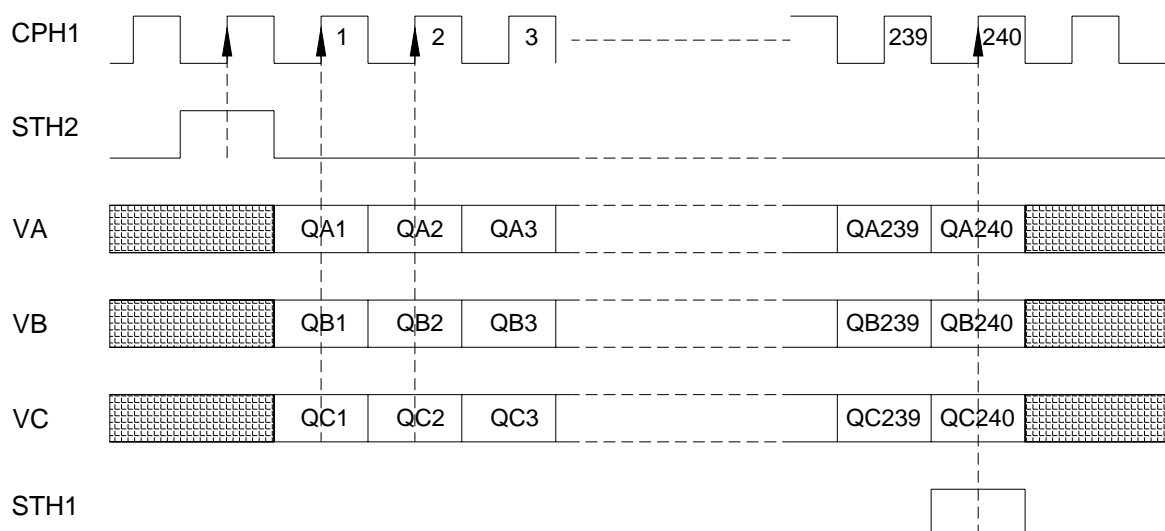 CPH1 1 2 3 239 240
STH2
VA QA1 QA2 QA3 QA239 QA240
VB QB1 QB2 QB3 QB239 QB240
VC QC1 QC2 QC3 QC239 QC240
STH1